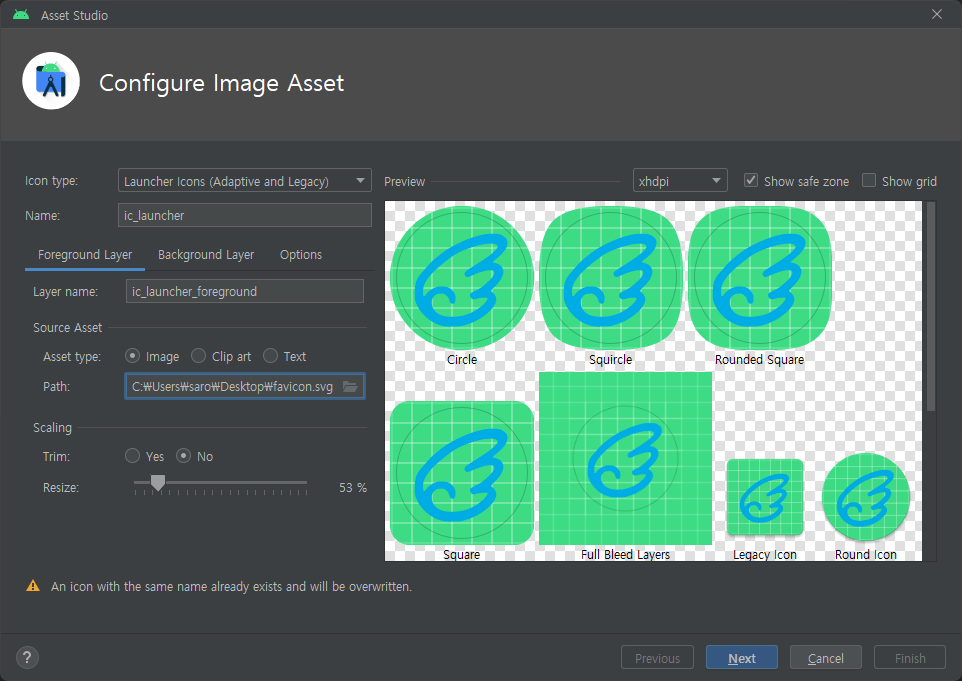 Asset Studio
Configure Image Asset
Icon type:
Launcher Icons (Adaptive and Legacy)
Preview
xhdpi
Show safe zone
Show grid
Name:
ic_launcher
Foreground Layer
Background Layer
Options
Layer name:
ic_launcher_foreground
Source Asset
Asset type:
Image
Clip art
Text
Path:
C:₩Users₩saro₩Desktop₩favicon.svg
Scaling
Trim:
Yes
No
Resize:
53 %
Circle
Squircle
Rounded Square
Square
Full Bleed Layers
Legacy Icon
Round Icon
An icon with the same name already exists and will be overwritten.
?
Previous
Next
Cancel
Finish